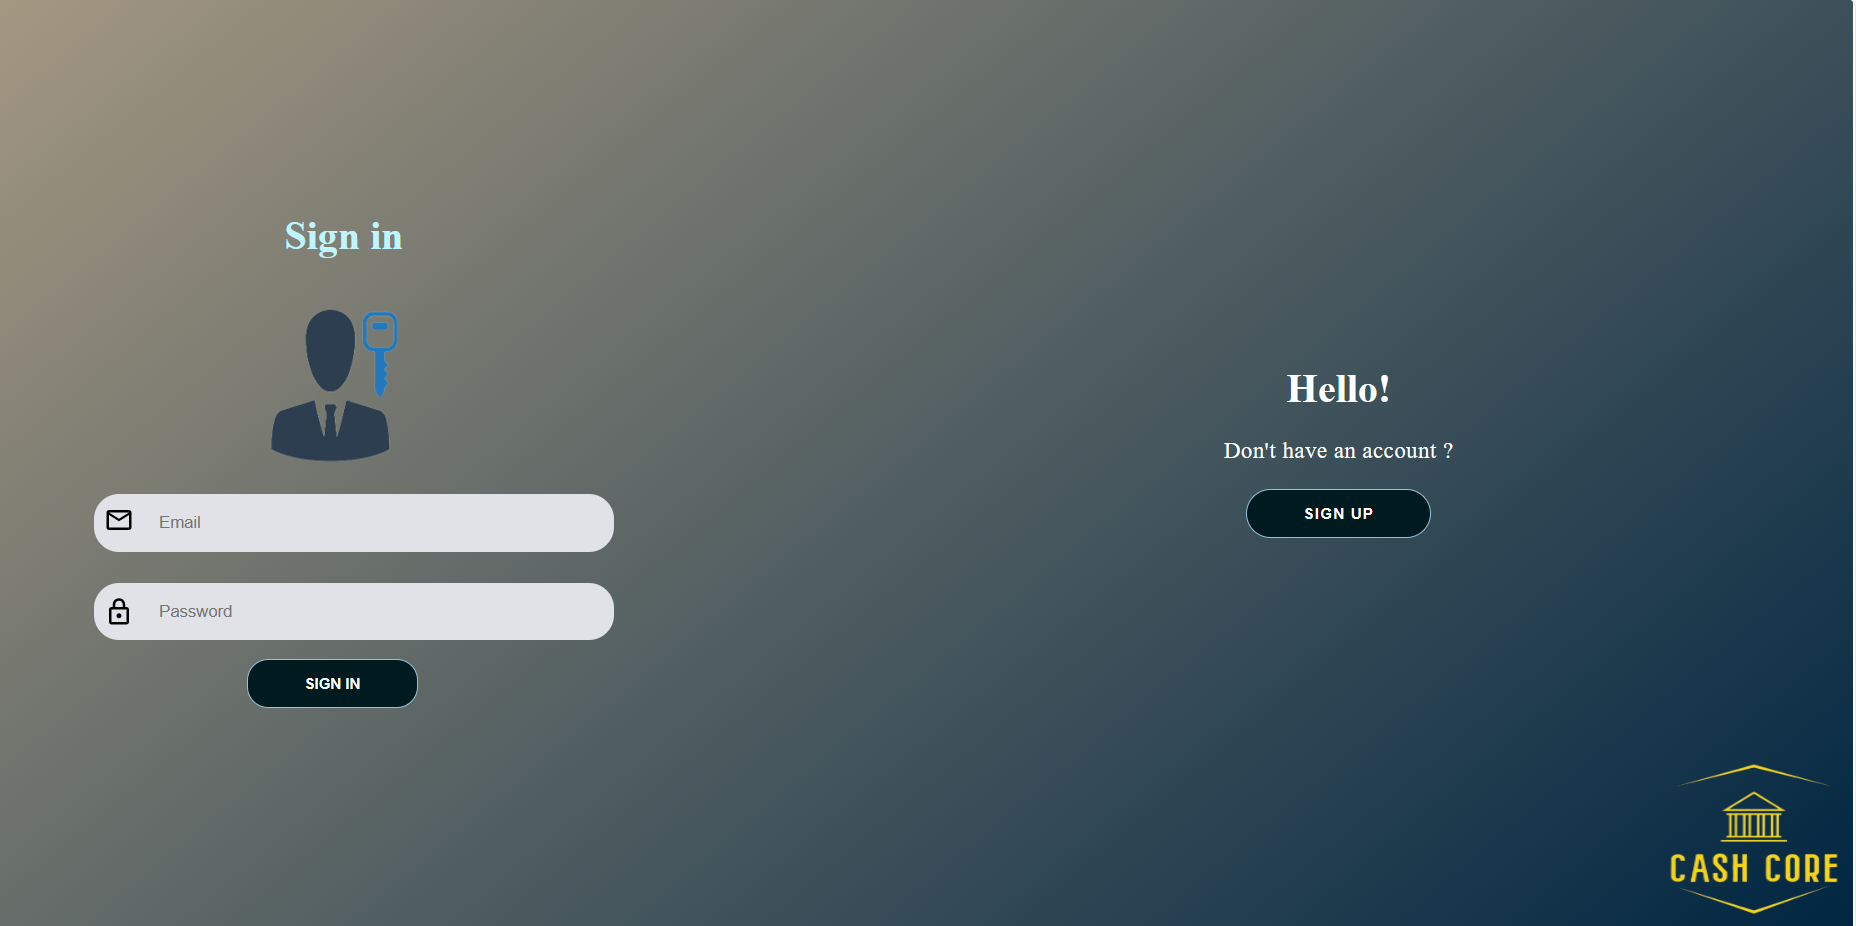 Sign in
Email
Password
SIGN IN
Hello!
Don't have an account ?
SIGN UP
CASH CORE